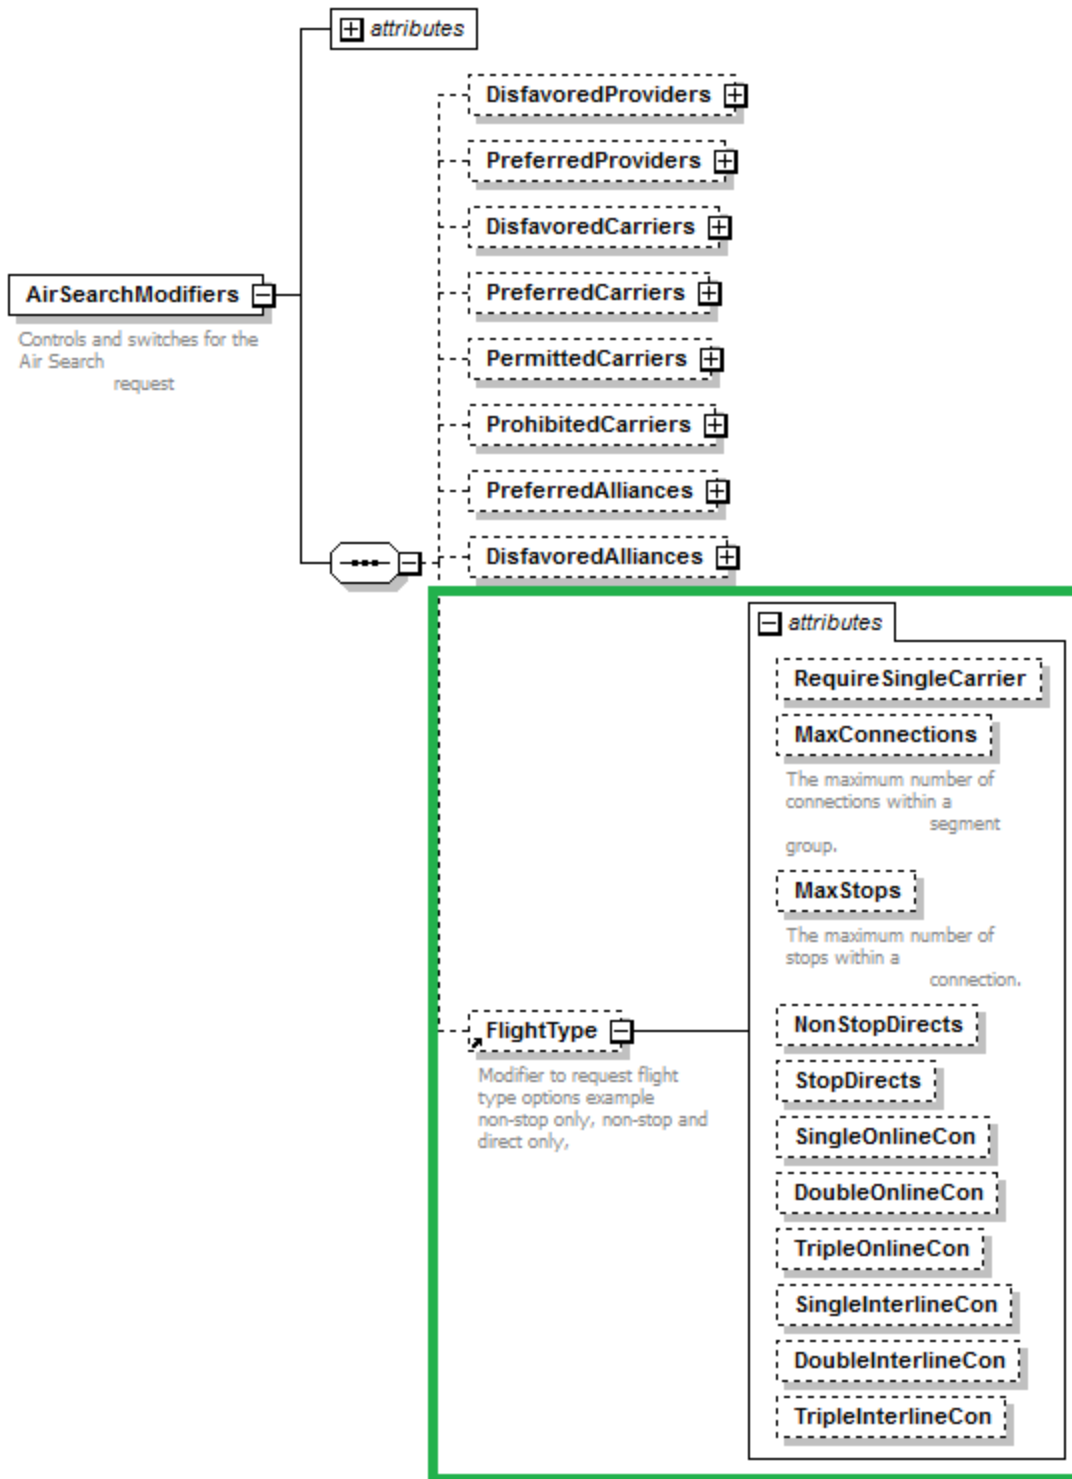 attributes
DisfavoredProviders
PreferredProviders
DisfavoredCarriers
AirSearchModifiers
Controls and switches for the
Air Search
request
PreferredCarriers
PermittedCarriers
ProhibitedCarriers
PreferredAlliances
DisfavoredAlliances
attributes
RequireSingleCarrier
MaxConnections
The maximum number of
connections within a
segment
group.
MaxStops
The maximum number of
stops within a
connection.
FlightType
Modifier to request flight
type options example
non-stop only, non-stop and
direct only,
NonStopDirects
StopDirects
SingleOnlineCon
DoubleOnlineCon
TripleOnlineCon
SingleInterlineCon
DoubleInterlineCon
TripleInterlineCon